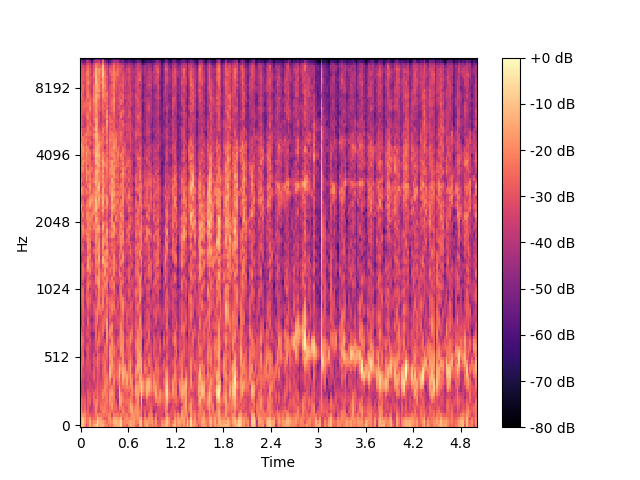 +0 dB
8192
-10 dB
4096
-20 dB
-30 dB
2048
Hz
-40 dB
1024
-50 dB
512
-60 dB
-70 dB
0
-80 dB
0 0.6 1.2 1.8 2.4 3 3.6 4.2 4.8
Time